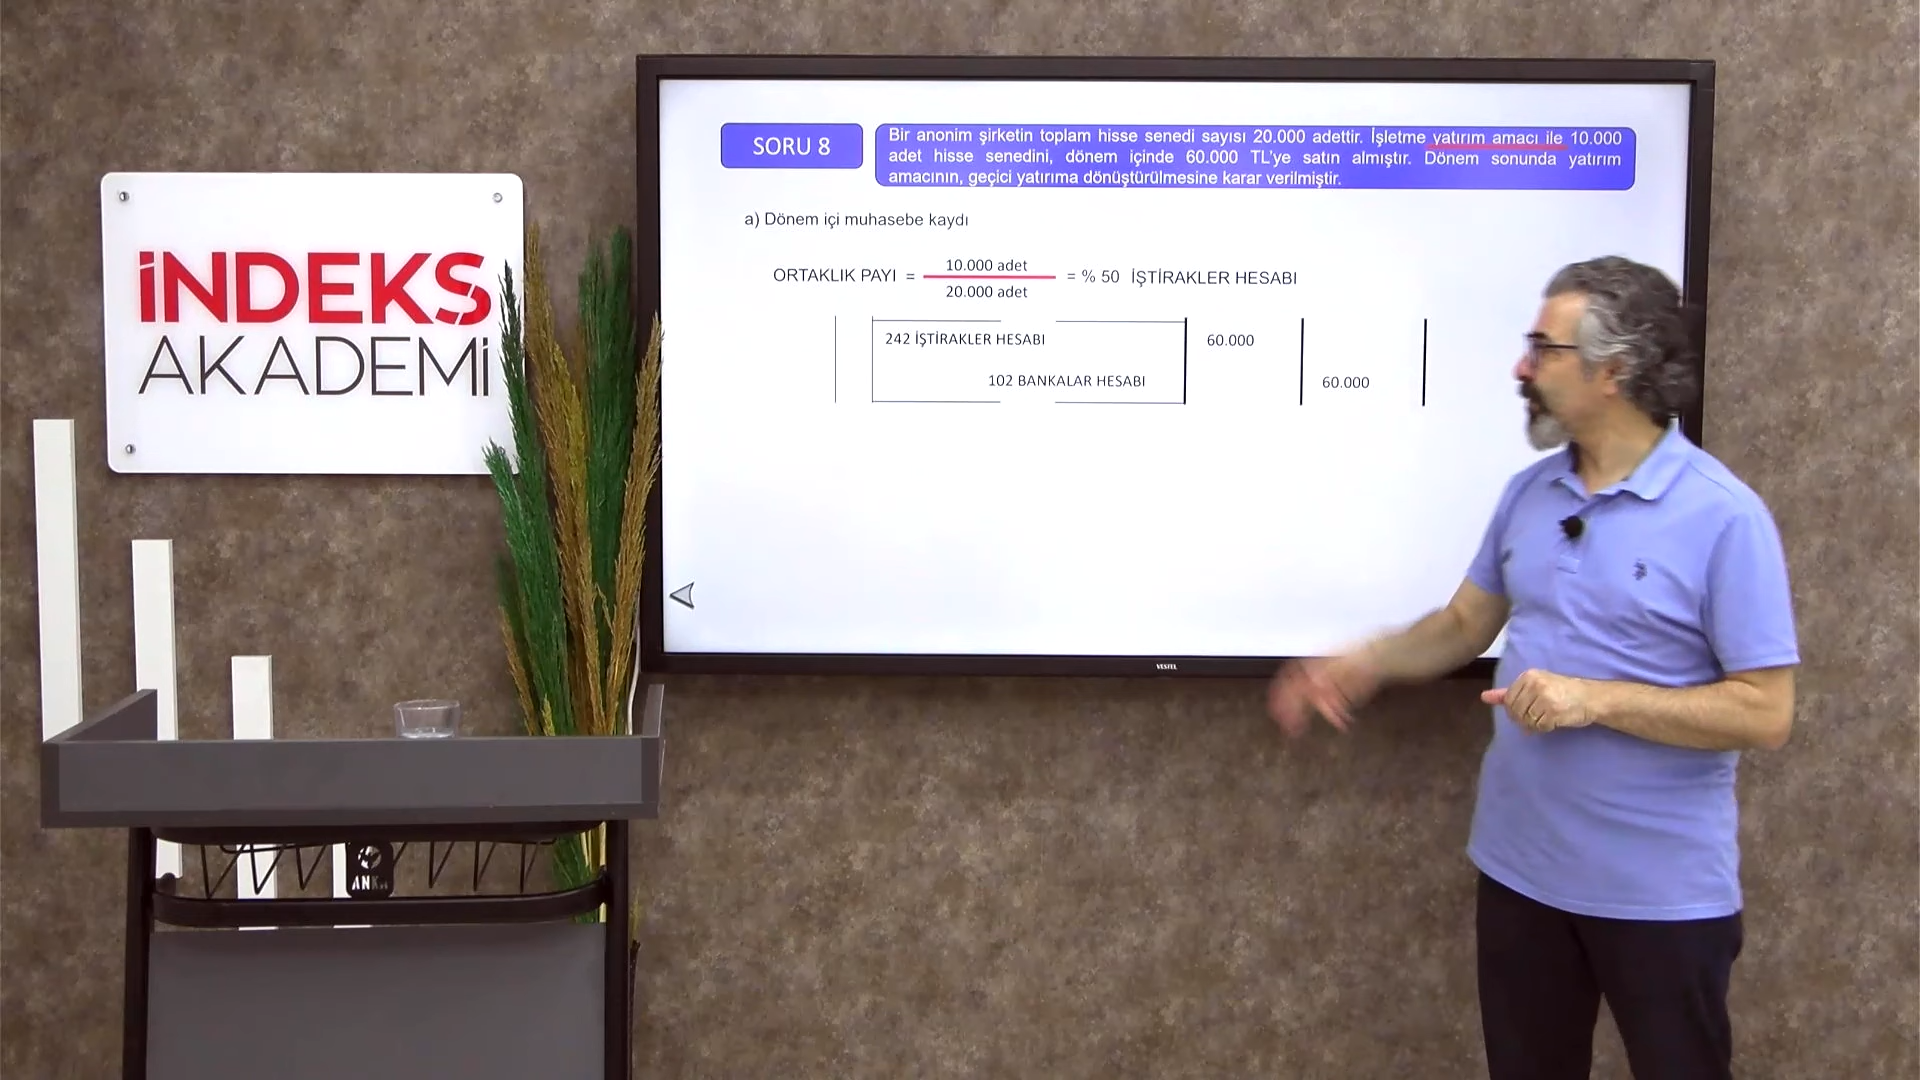 İNDEKS
AKADEMİ
SORU 8
Bir anonim şirketin toplam hisse senedi sayısı 20.000 adettir. İşletme yatırım amacı ile 10.000
adet hisse senedini, dönem içinde 60.000 TL'ye satın almıştır. Dönem sonunda yatırım
amacının, geçici yatırıma dönüştürülmesine karar verilmiştir.
a) Dönem içi muhasebe kaydı
10.000 adet
ORTAKLIK PAYI = = % 50 İŞTİRAKLER HESABI
20.000 adet
242 İŞTİRAKLER HESABI 60.000
102 BANKALAR HESABI 60.000
VESTEL
ANKA